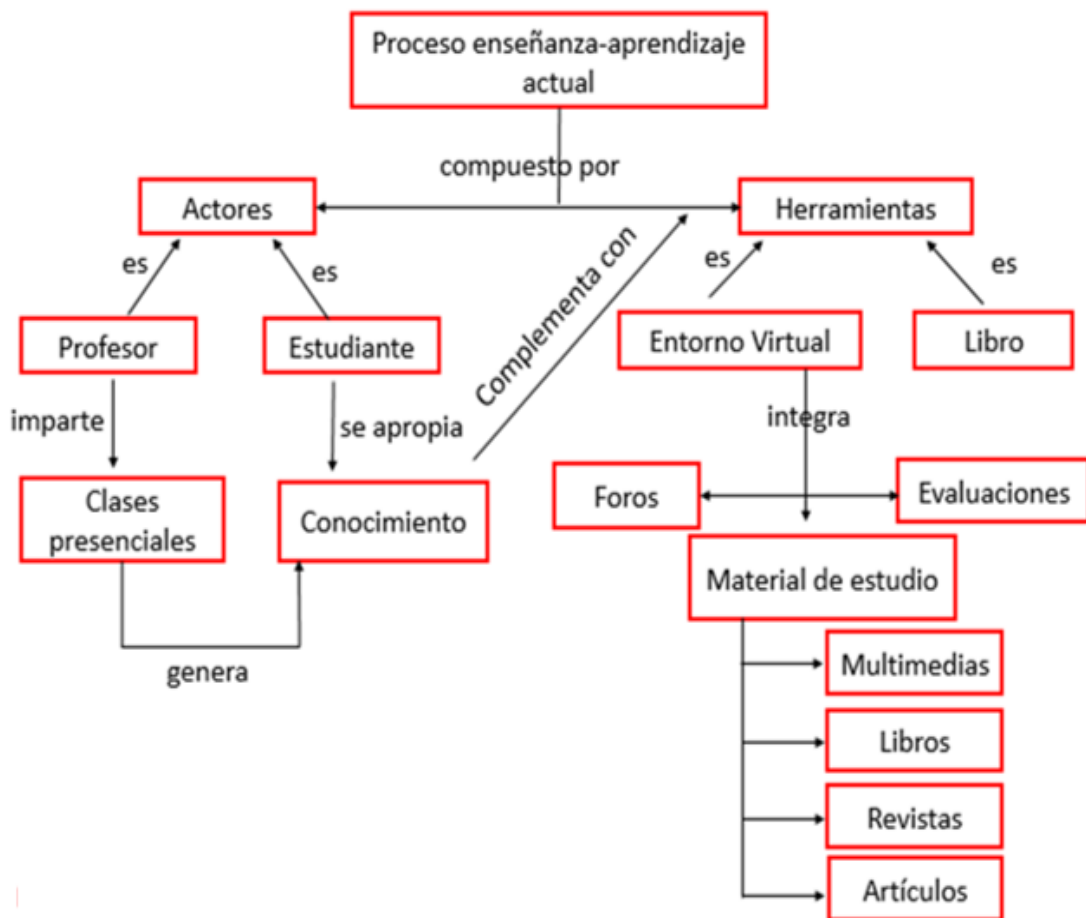 Proceso enseñanza-aprendizaje
actual
compuesto por
Actores
Herramientas
es
es
es
es
Complementa con
Profesor
Estudiante
Entorno Virtual
Libro
imparte
se apropia
integra
Clases
presenciales
Conocimiento
Foros
Evaluaciones
Material de estudio
genera
Multimedias
Libros
Revistas
Artículos